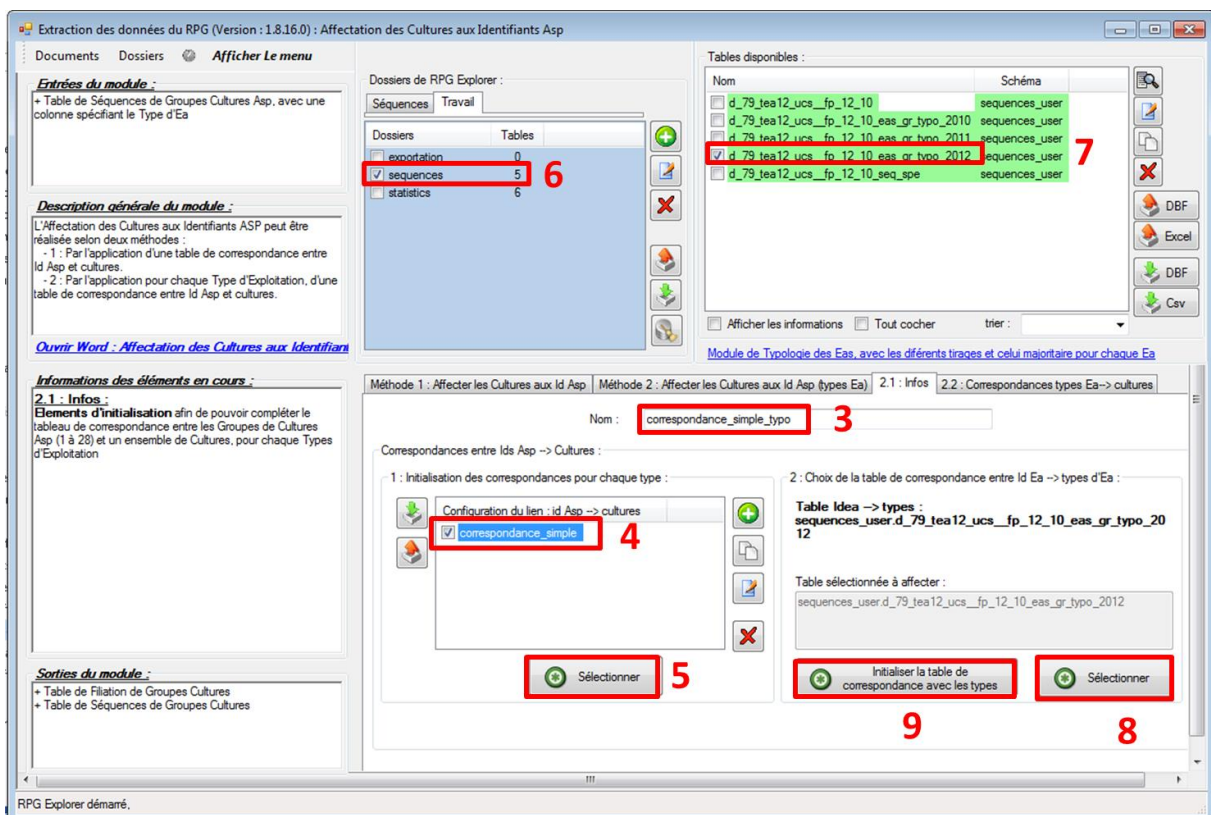 Extraction des données du RPG (Version : 1.8.16.0) : Affectation des Cultures aux Identifiants Asp
Documents Dossiers Afficher Le menu
Entrées du module :
+ Table de Séquences de Groupes Cultures Asp, avec une
colonne spécifiant le Type d'Ea
Description générale du module :
L'Affectation des Cultures aux Identifiants ASP peut être
réalisée selon deux méthodes :
- 1 : Par l'application d'une table de correspondance entre
Id Asp et cultures.
- 2 : Par l'application pour chaque Type d'Exploitation, d'une
table de correspondance entre Id Asp et cultures.
Ouvrir Word : Affectation des Cultures aux Identifiant
Informations des éléments en cours :
2.1 : Infos :
Elements d'initialisation afin de pouvoir compléter le
tableau de correspondance entre les Groupes de Cultures
Asp (1 à 28) et un ensemble de Cultures, pour chaque Types
d'Exploitation
Sorties du module :
+ Table de Filiation de Groupes Cultures
+ Table de Séquences de Groupes Cultures
Dossiers de RPG Explorer :
Séquences Travail
Dossiers Tables
exportation 0
sequences 5
6
statistics 6
Tables disponibles :
Nom Schéma
d_79_tea12_ucs__fp_12_10 sequences_user
d_79_tea12_ucs__fp_12_10_eas_gr_typo_2010 sequences_user
d_79_tea12_ucs__fp_12_10_eas_gr_typo_2011 sequences_user
d_79_tea12_ucs__fp_12_10_eas_gr_typo_2012 sequences_user
7
d_79_tea12_ucs__fp_12_10_seq_spe sequences_user
DBF
Excel
DBF
Csv
Afficher les informations Tout cocher trier :
Module de Typologie des Eas, avec les diférents tirages et celui majoritaire pour chaque Ea
Méthode 1 : Affecter les Cultures aux Id Asp Méthode 2 : Affecter les Cultures aux Id Asp (types Ea) 2.1 : Infos 2.2 : Correspondances types Ea--> cultures
Nom : correspondance_simple_typo 3
Correspondances entre Ids Asp --> Cultures :
1 : Initialisation des correspondances pour chaque type :
Configuration du lien : id Asp --> cultures
correspondance_simple
4
Sélectionner 5
2 : Choix de la table de correspondance entre Id Ea --> types d'Ea :
Table Idea --> types :
sequences_user.d_79_tea12_ucs__fp_12_10_eas_gr_typo_20
12
Table sélectionnée à affecter :
sequences_user.d_79_tea12_ucs__fp_12_10_eas_gr_typo_2012
Initialiser la table de
correspondance avec les types
Sélectionner
9 8
RPG Explorer démarré,